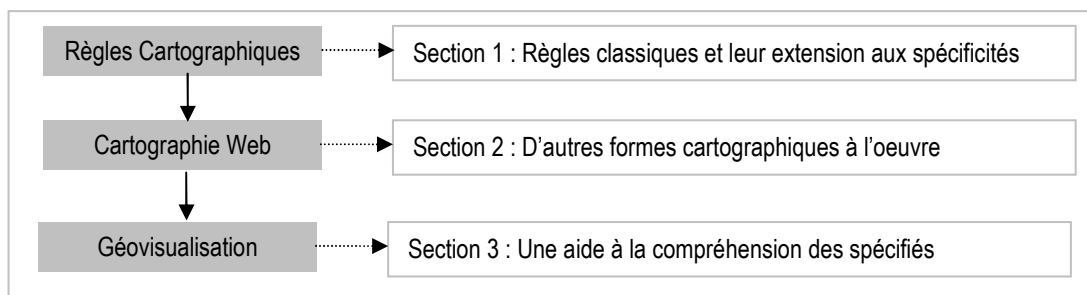 Règles Cartographiques
Section 1 : Règles classiques et leur extension aux spécificités
Cartographie Web
Section 2 : D'autres formes cartographiques à l'oeuvre
Géovisualisation
Section 3 : Une aide à la compréhension des spécifiés